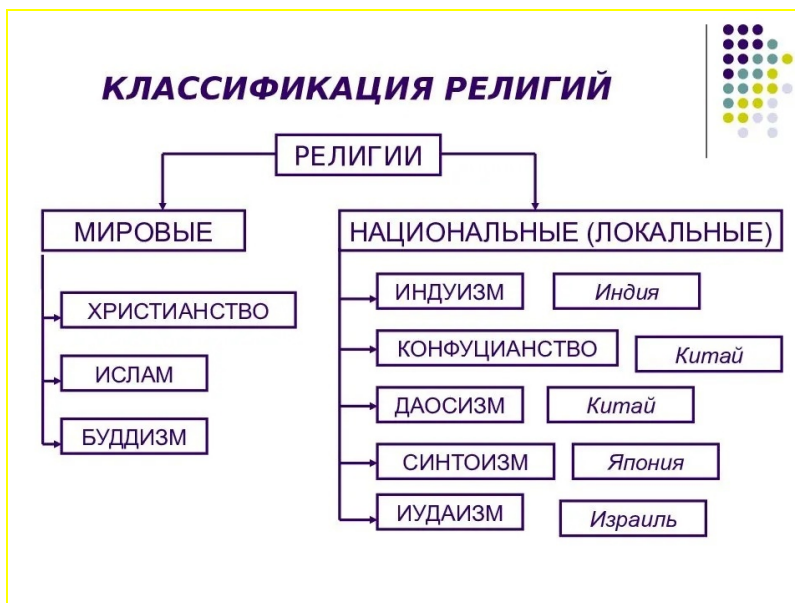 КЛАССИФИКАЦИЯ РЕЛИГИЙ
РЕЛИГИИ
МИРОВЫЕ
ХРИСТИАНСТВО
ИСЛАМ
БУДДИЗМ
НАЦИОНАЛЬНЫЕ (ЛОКАЛЬНЫЕ)
ИНДУИЗМ
Индия
КОНФУЦИАНСТВО
Китай
ДАОСИЗМ
Китай
СИНТОИЗМ
Япония
ИУДАИЗМ
Израиль